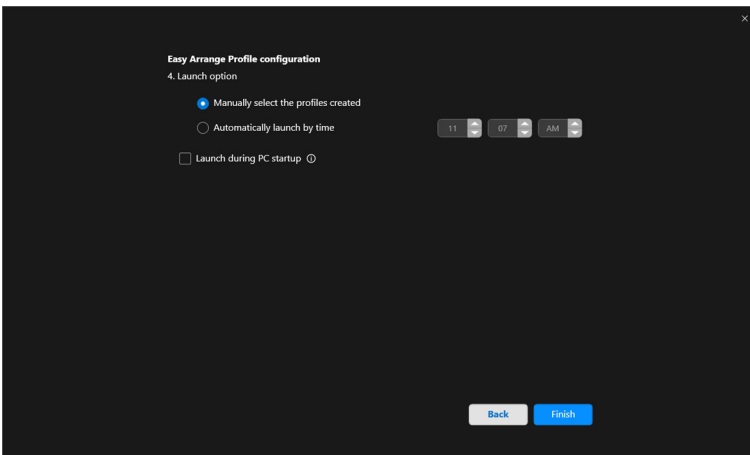 Easy Arrange Profile configuration
4. Launch option
Manually select the profiles created
Automatically launch by time 11 07 AM
Launch during PC startup
Back Finish